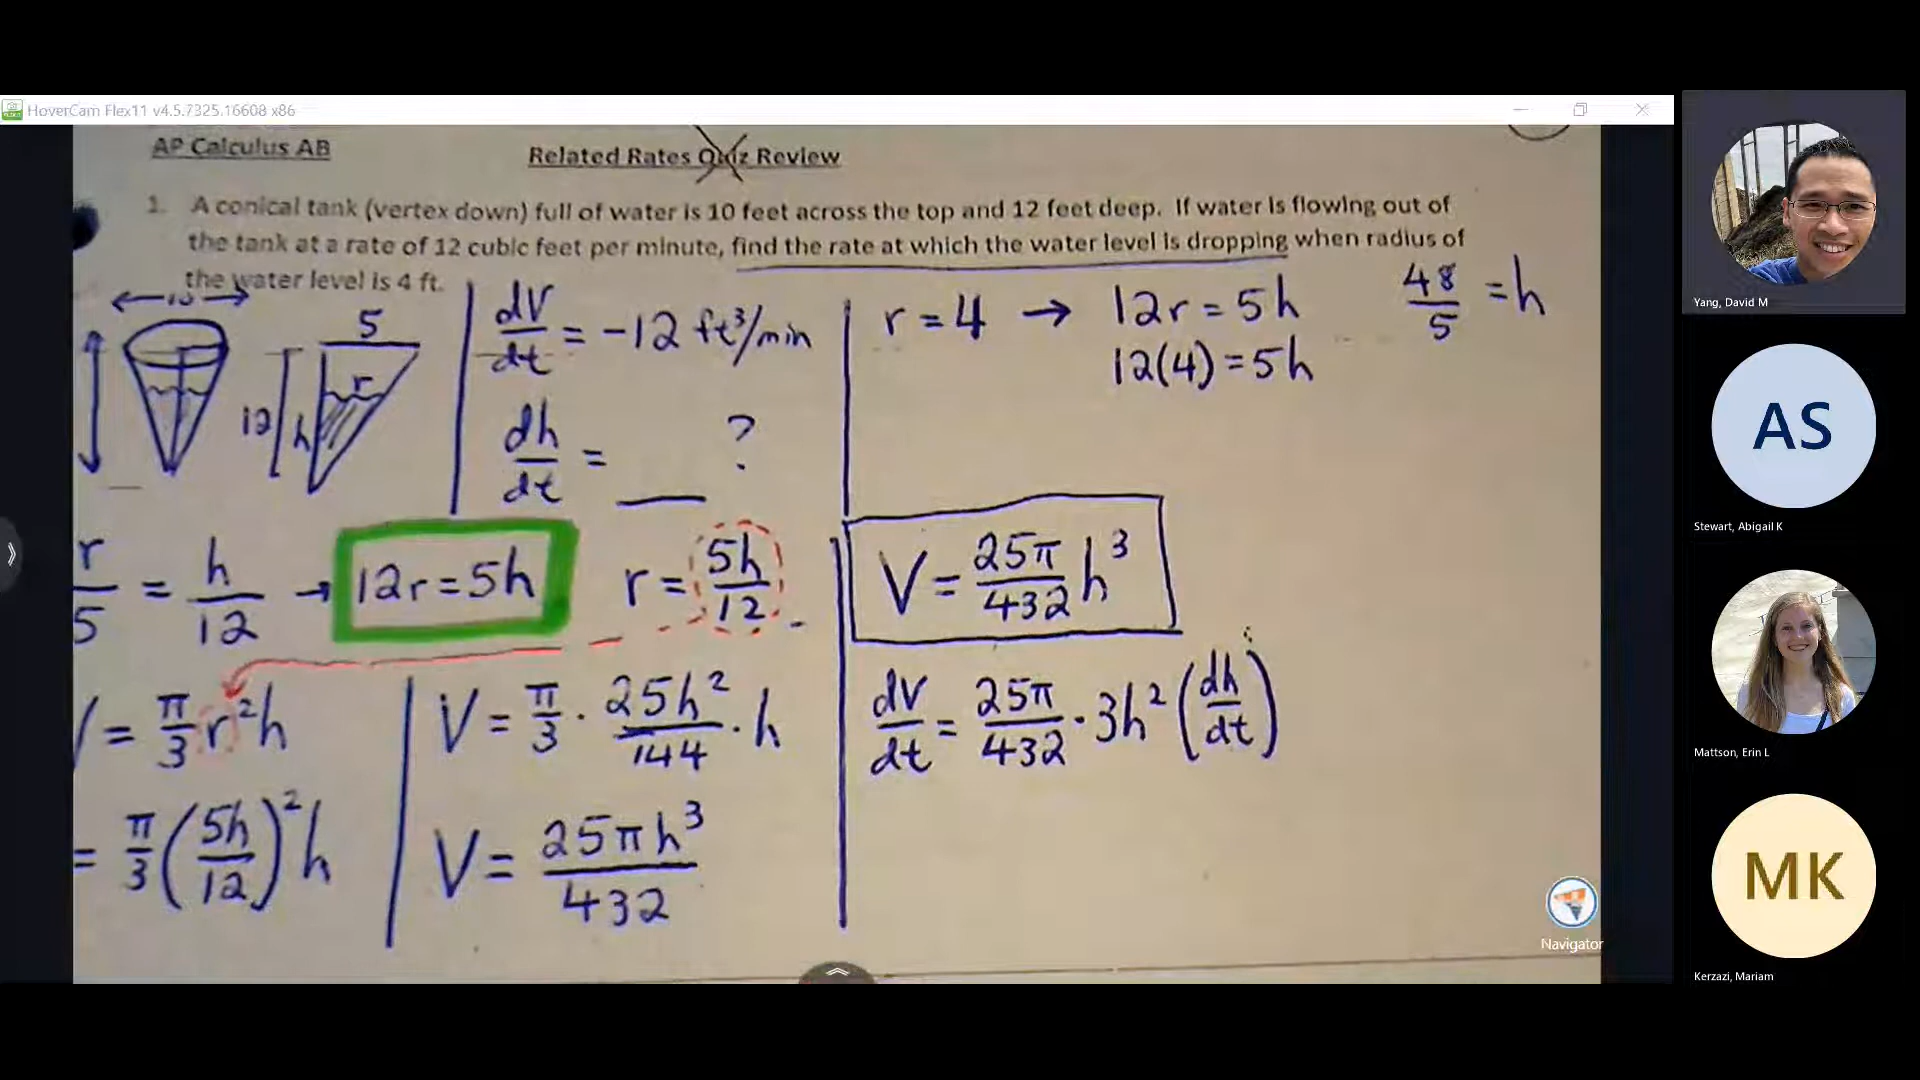 HoverCam Flex11 v4.5.7325.16608 x86
AP Calculus AB
Related Rates Quiz Review
1. A conical tank (vertex down) full of water is 10 feet across the top and 12 feet deep. If water is flowing out of
the tank at a rate of 12 cubic feet per minute, find the rate at which the water level is dropping when radius of
the water level is 4 ft.
10
5
r
12
h
dV/dt = -12 ft³/min
dh/dt = ___ ?
r = 4 → 12r = 5h
12(4) = 5h
48/5 = h
r/5 = h/12 → 12r = 5h
r = 5h/12
V = π/3 r²h
= π/3 (5h/12)² h
V = π/3 · 25h²/144 · h
V = 25πh³/432
V = 25π/432 h³
dV/dt = 25π/432 · 3h² (dh/dt)
Navigator
Yang, David M
AS
Stewart, Abigail K
Mattson, Erin L
MK
Kerzazi, Mariam